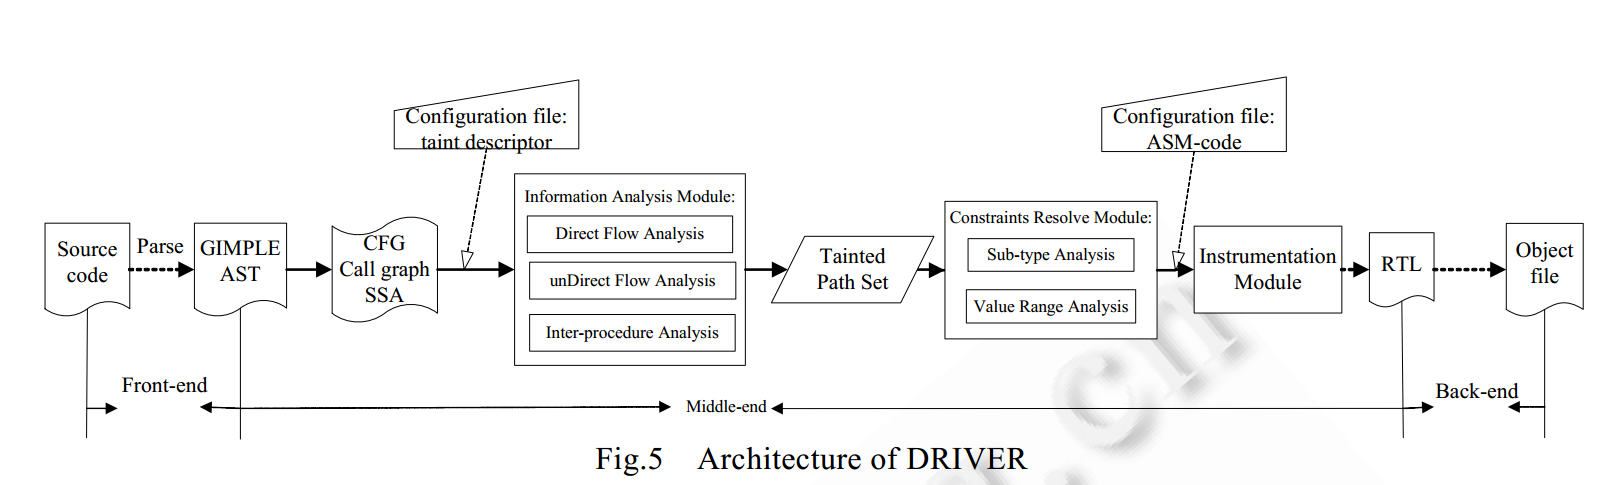 Configuration file:
taint descriptor
Configuration file:
ASM-code
Source
code
Parse
GIMPLE
AST
CFG
Call graph
SSA
Information Analysis Module:
Direct Flow Analysis
unDirect Flow Analysis
Inter-procedure Analysis
Tainted
Path Set
Constraints Resolve Module:
Sub-type Analysis
Value Range Analysis
Instrumentation
Module
RTL
Object
file
Front-end
Middle-end
Back-end
Fig.5 Architecture of DRIVER